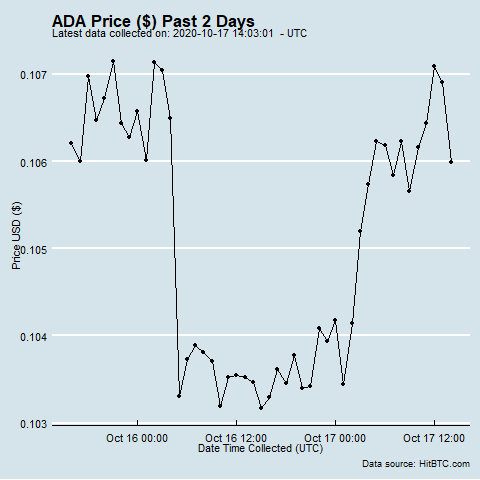 ADA Price ($) Past 2 Days
Latest data collected on: 2020-10-17 14:03:01  - UTC
Price USD ($)
0.107
0.106
0.105
0.104
0.103
Oct 16 00:00
Oct 16 12:00
Oct 17 00:00
Oct 17 12:00
Date Time Collected (UTC)
Data source: HitBTC.com